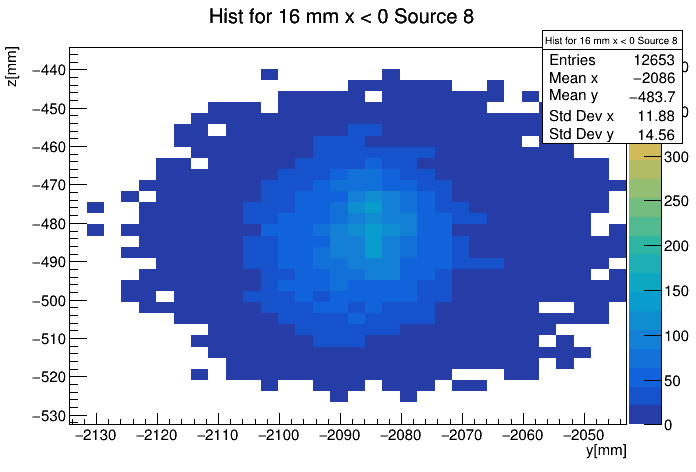 Hist for 16 mm x < 0 Source 8
z[mm]
Hist for 16 mm x < 0 Source 8
Entries 12653
Mean x −2086
Mean y −483.7
Std Dev x 11.88
Std Dev y 14.56
−440
−450
−460
−470
−480
−490
−500
−510
−520
−530
300
250
200
150
100
50
0
−2130 −2120 −2110 −2100 −2090 −2080 −2070 −2060 −2050
y[mm]